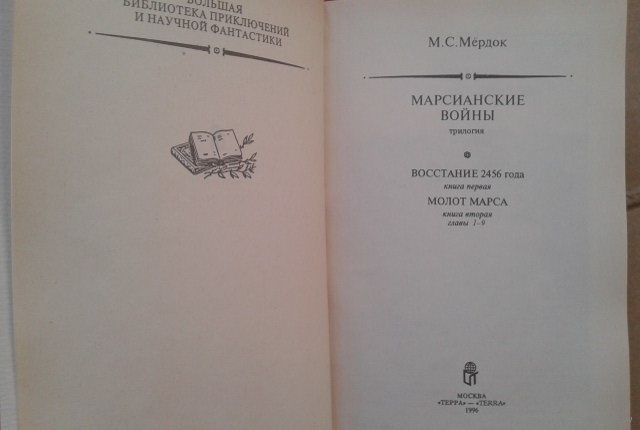 БОЛЬШАЯ
БИБЛИОТЕКА ПРИКЛЮЧЕНИЙ
И НАУЧНОЙ ФАНТАСТИКИ
М. С. Мéрдок
МАРСИАНСКИЕ
ВОЙНЫ
трилогия
ВОССТАНИЕ 2456 года
книга первая
МОЛОТ МАРСА
книга вторая
главы 1–9
МОСКВА
«ТЕРРА» — «TERRA»
1996